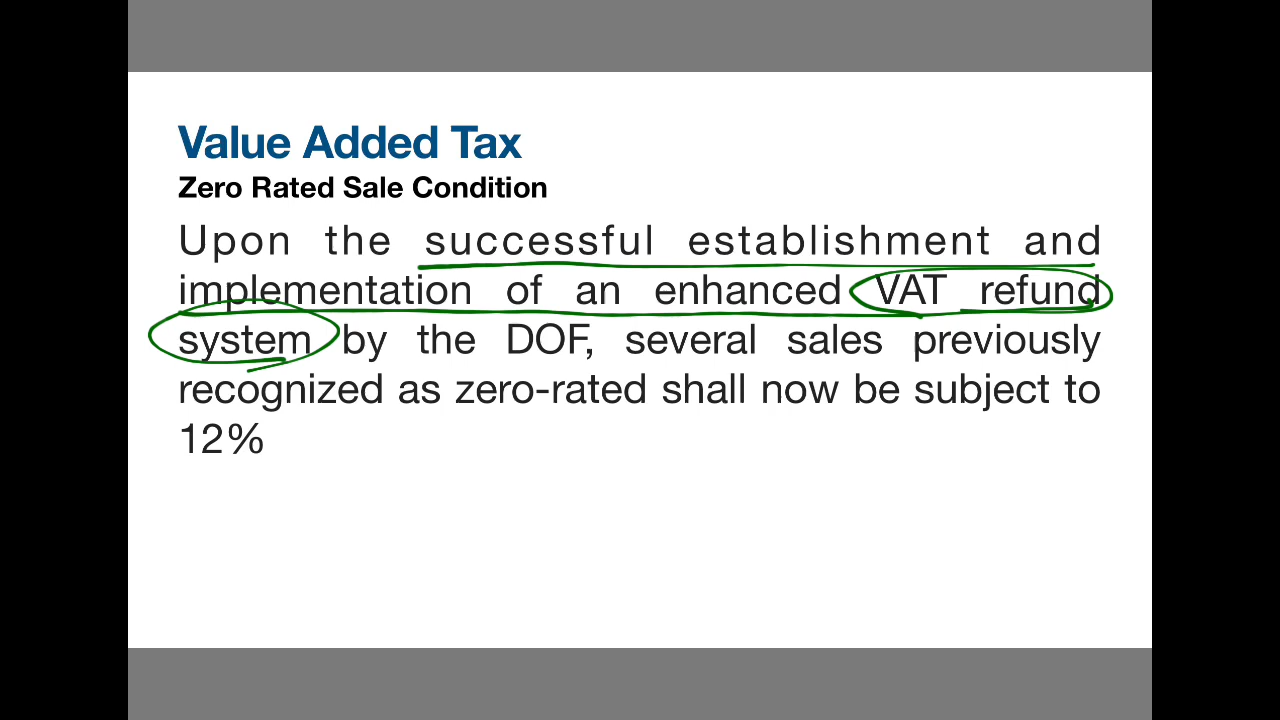 Value Added Tax
Zero Rated Sale Condition
Upon the successful establishment and
implementation of an enhanced VAT refund
system by the DOF, several sales previously
recognized as zero-rated shall now be subject to
12%